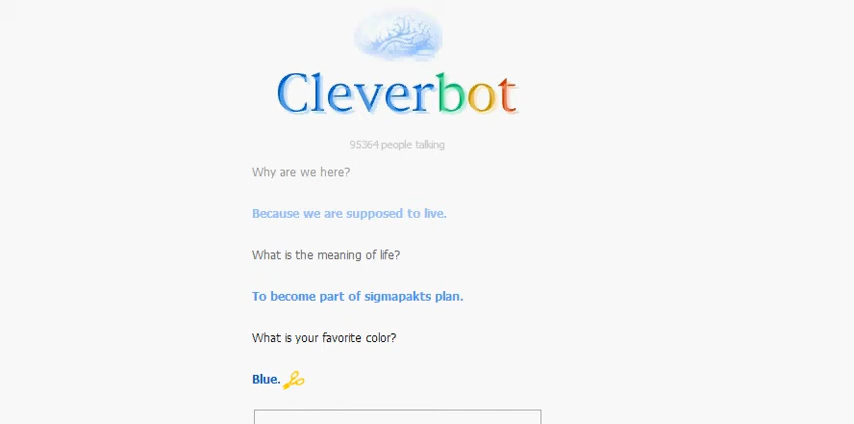 Cleverbot
95364 people talking
Why are we here?
Because we are supposed to live.
What is the meaning of life?
To become part of sigmapakts plan.
What is your favorite color?
Blue.